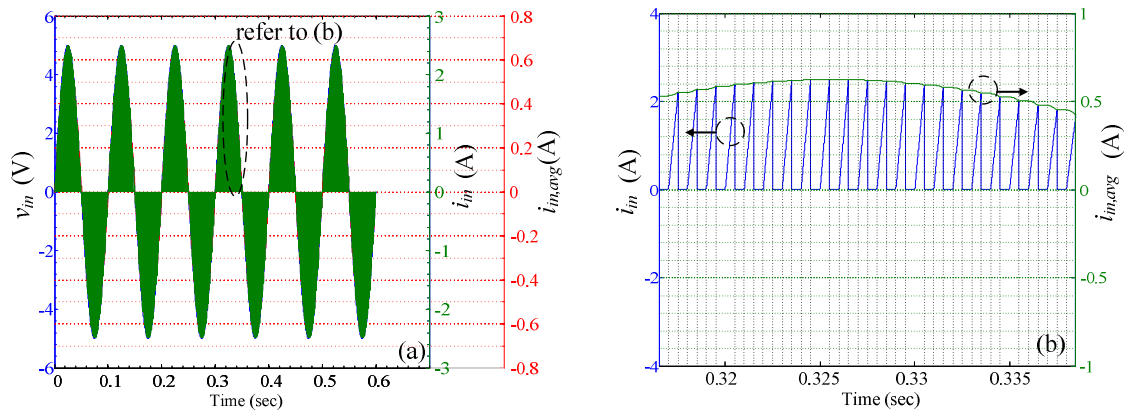 refer to (b)
6
4
2
0
-2
-4
-6
v_in (V)
3
2
1
0
-1
-2
-3
i_in (A)
0.8
0.6
0.4
0.2
0
-0.2
-0.4
-0.6
-0.8
i_in,avg (A)
(a)
0 0.1 0.2 0.3 0.4 0.5 0.6
Time (sec)
4
2
0
-2
-4
i_in (A)
1
0.5
0
-0.5
-1
i_in,avg (A)
(b)
0.32 0.325 0.33 0.335
Time (sec)